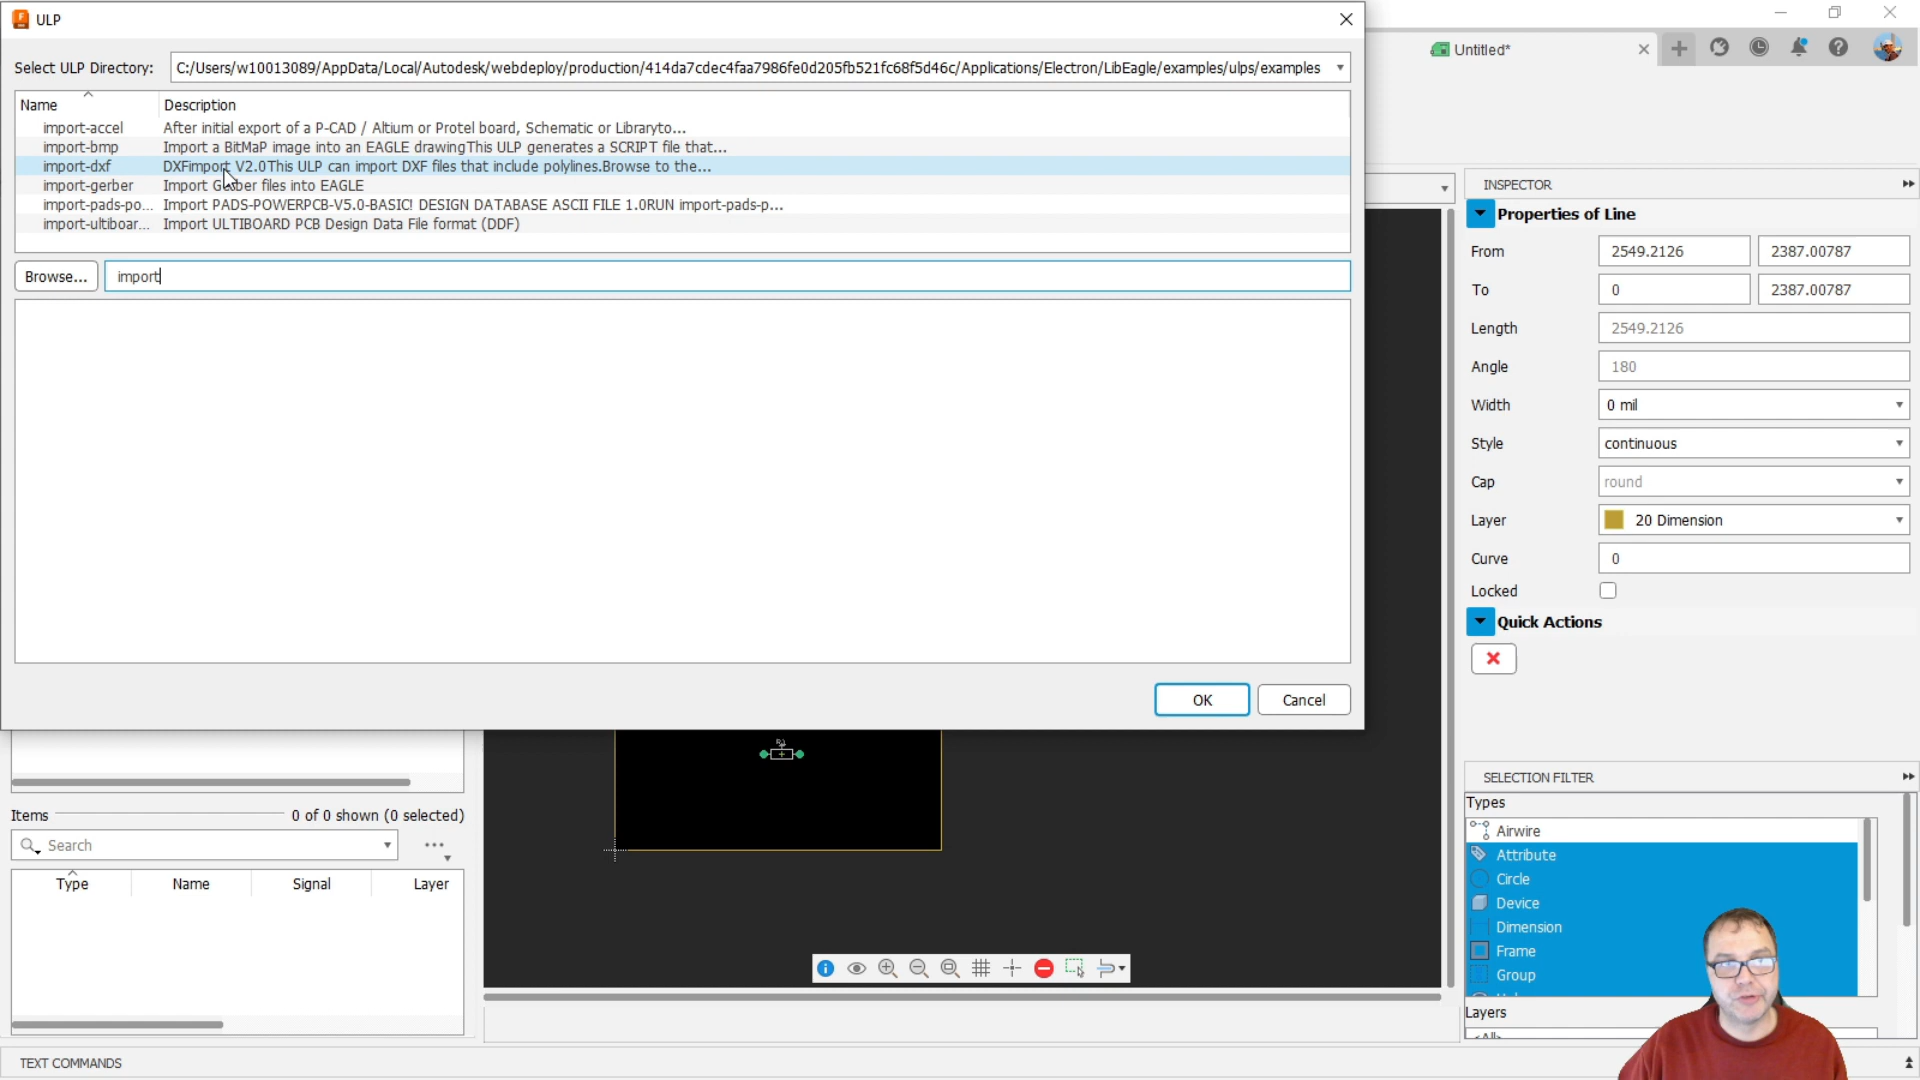 ULP
Untitled*
Select ULP Directory:
C:/Users/w10013089/AppData/Local/Autodesk/webdeploy/production/414da7cdec4faa7986fe0d205fb521fc68f5d46c/Applications/Electron/LibEagle/examples/ulps/examples
Name Description
import-accel After initial export of a P-CAD / Altium or Protel board, Schematic or Libraryto...
import-bmp Import a BitMaP image into an EAGLE drawingThis ULP generates a SCRIPT file that...
import-dxf DXFimport V2.0This ULP can import DXF files that include polylines.Browse to the...
import-gerber Import Gerber files into EAGLE
import-pads-po... Import PADS-POWERPCB-V5.0-BASIC! DESIGN DATABASE ASCII FILE 1.0RUN import-pads-p...
import-ultiboar... Import ULTIBOARD PCB Design Data File format (DDF)
Browse... import
OK Cancel
INSPECTOR
Properties of Line
From 2549.2126 2387.00787
To 0 2387.00787
Length 2549.2126
Angle 180
Width 0 mil
Style continuous
Cap round
Layer 20 Dimension
Curve 0
Locked
Quick Actions
R1
Items 0 of 0 shown (0 selected)
Search
Type Name Signal Layer
SELECTION FILTER
Types
Airwire
Attribute
Circle
Device
Dimension
Frame
Group
Layers
TEXT COMMANDS